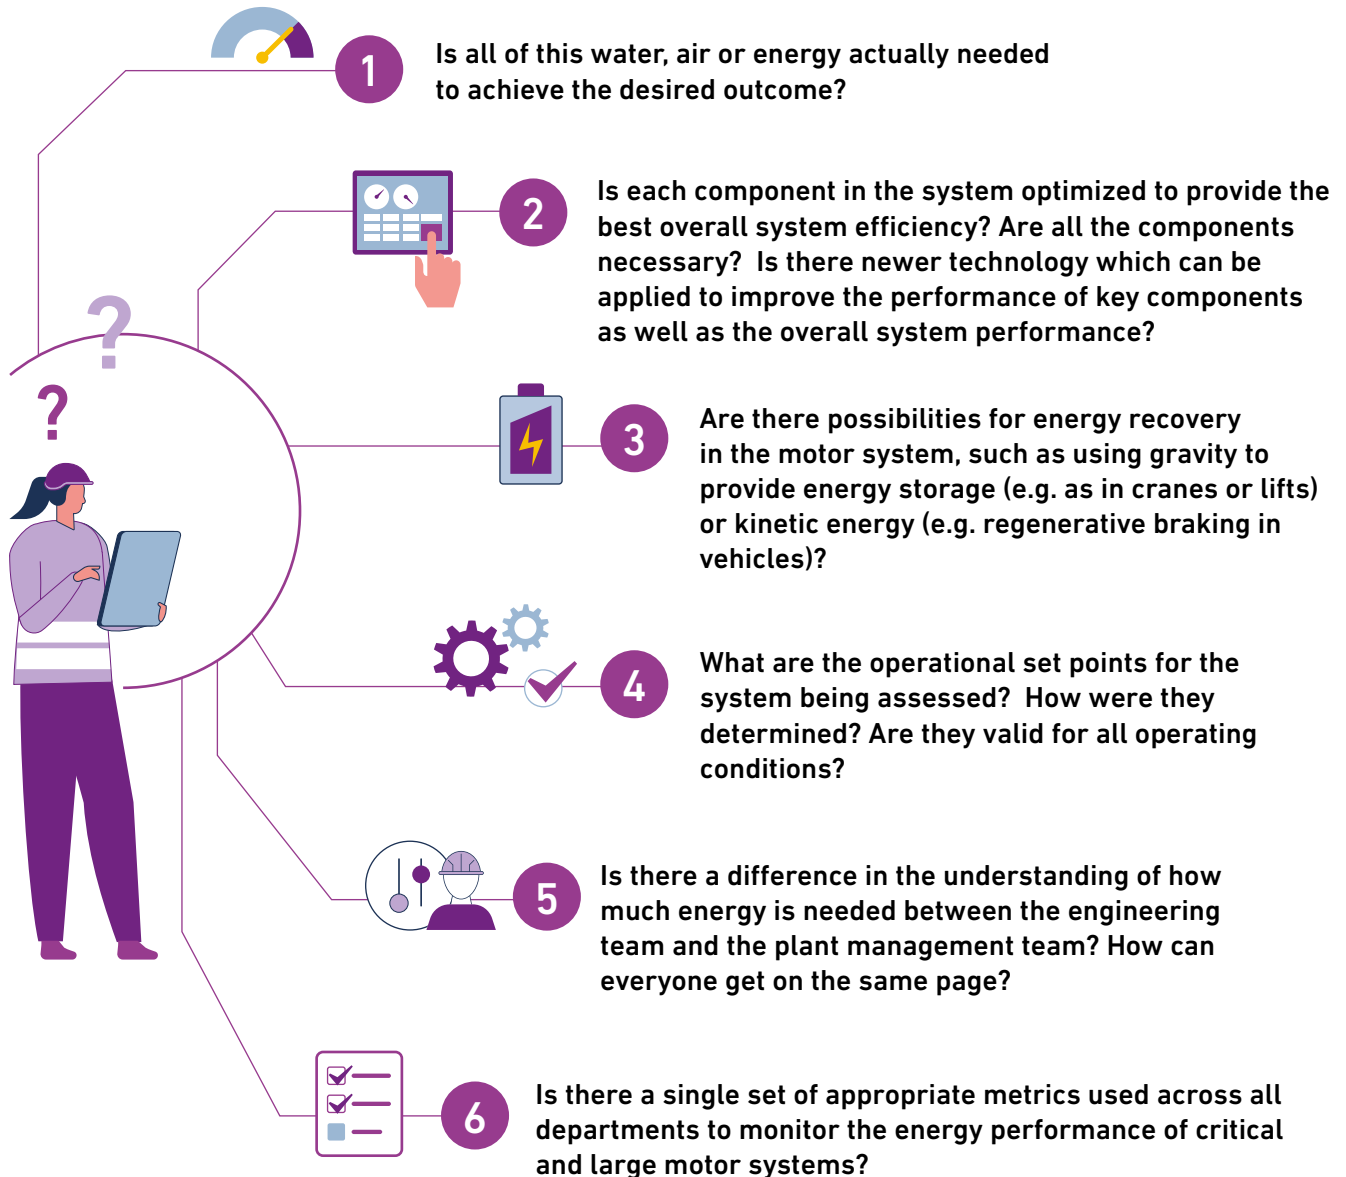 ?
?
1
Is all of this water, air or energy actually needed
to achieve the desired outcome?
2
Is each component in the system optimized to provide the
best overall system efficiency? Are all the components
necessary?  Is there newer technology which can be
applied to improve the performance of key components
as well as the overall system performance?
3
Are there possibilities for energy recovery
in the motor system, such as using gravity to
provide energy storage (e.g. as in cranes or lifts)
or kinetic energy (e.g. regenerative braking in
vehicles)?
4
What are the operational set points for the
system being assessed?  How were they
determined? Are they valid for all operating
conditions?
5
Is there a difference in the understanding of how
much energy is needed between the engineering
team and the plant management team? How can
everyone get on the same page?
6
Is there a single set of appropriate metrics used across all
departments to monitor the energy performance of critical
and large motor systems?